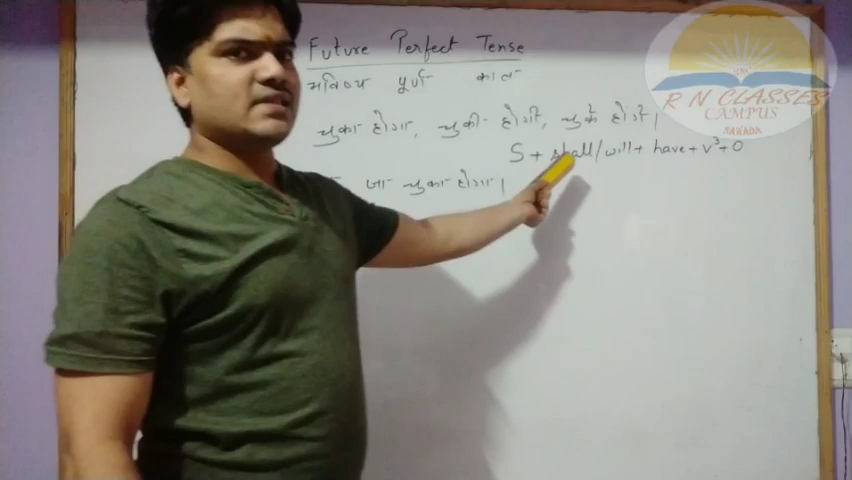 Future Perfect Tense
भविष्य पूर्ण काल
चुका होगा, चुकी होगी, चुके होंगे।
S + shall/will + have + v³ + O
जा चुका होगा।
R N CLASSES
CAMPUS
NAWADA